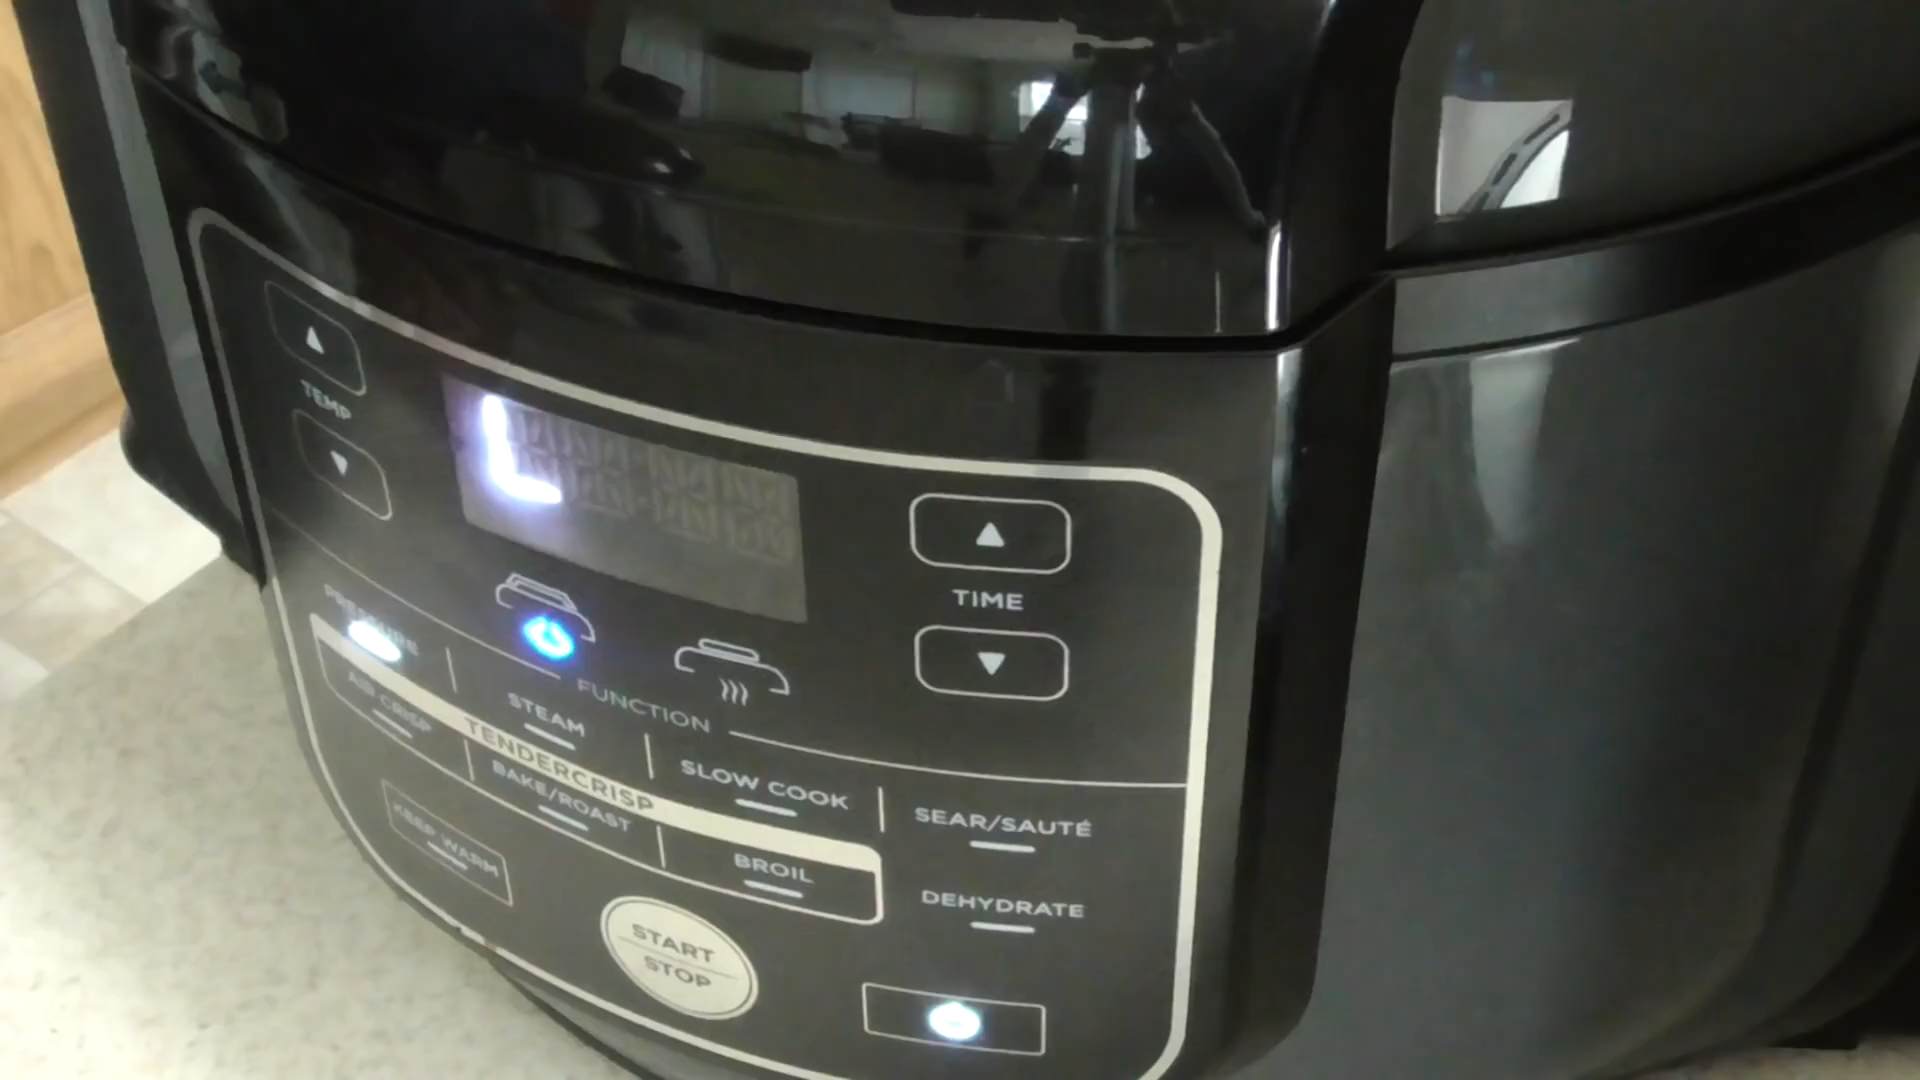 L
TEMP
TIME
PRESSURE
FUNCTION
STEAM
SLOW COOK
SEAR/SAUTÉ
TENDERCRISP
AIR CRISP
BAKE/ROAST
BROIL
DEHYDRATE
KEEP WARM
START
STOP